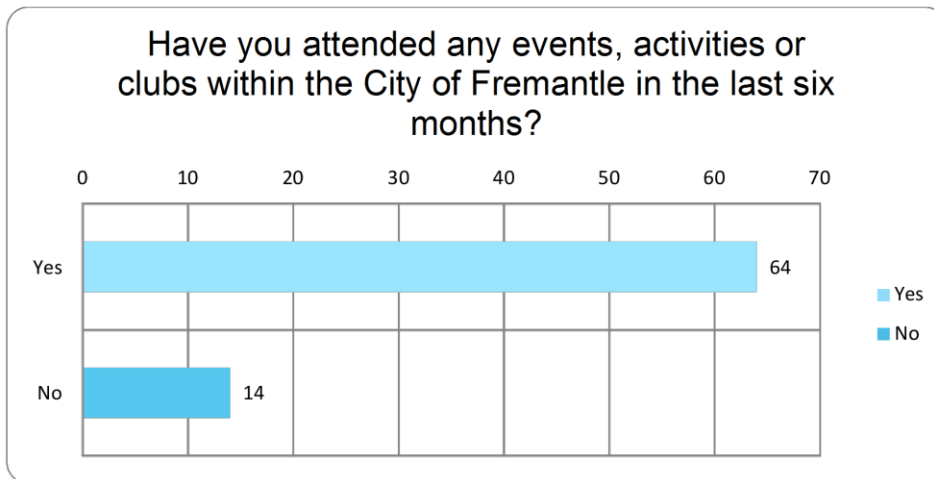 Have you attended any events, activities or
clubs within the City of Fremantle in the last six
months?
0 10 20 30 40 50 60 70
Yes 64
No 14
Yes
No